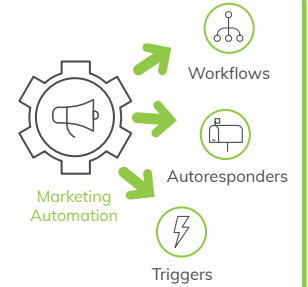 Workflows
Autoresponders
Marketing
Automation
Triggers